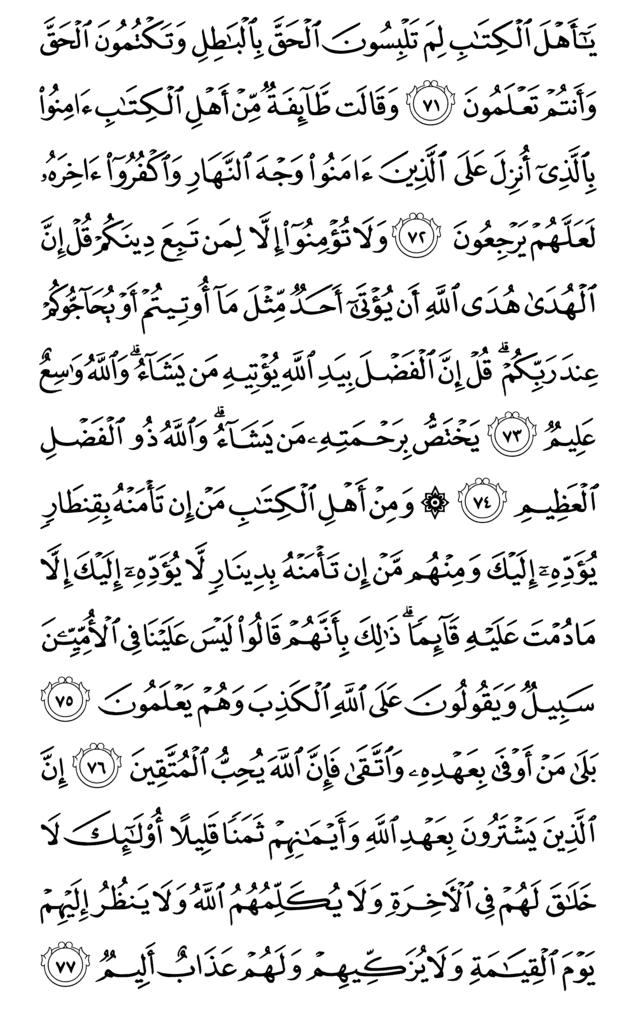 يَـٰٓأَهۡلَ ٱلۡكِتَـٰبِ لِمَ تَلۡبِسُونَ ٱلۡحَقَّ بِٱلۡبَـٰطِلِ وَتَكۡتُمُونَ ٱلۡحَقَّ
وَأَنتُمۡ تَعۡلَمُونَ ٧١ وَقَالَت طَّآئِفَةٞ مِّنۡ أَهۡلِ ٱلۡكِتَـٰبِ ءَامِنُواْ
بِٱلَّذِيٓ أُنزِلَ عَلَى ٱلَّذِينَ ءَامَنُواْ وَجۡهَ ٱلنَّهَارِ وَٱكۡفُرُوٓاْ ءَاخِرَهُۥ
لَعَلَّهُمۡ يَرۡجِعُونَ ٧٢ وَلَا تُؤۡمِنُوٓاْ إِلَّا لِمَن تَبِعَ دِينَكُمۡ قُلۡ إِنَّ
ٱلۡهُدَىٰ هُدَى ٱللَّهِ أَن يُؤۡتَىٰٓ أَحَدٞ مِّثۡلَ مَآ أُوتِيتُمۡ أَوۡ يُحَآجُّوكُمۡ
عِندَ رَبِّكُمۡۗ قُلۡ إِنَّ ٱلۡفَضۡلَ بِيَدِ ٱللَّهِ يُؤۡتِيهِ مَن يَشَآءُۗ وَٱللَّهُ وَٰسِعٌ
عَلِيمٞ ٧٣ يَخۡتَصُّ بِرَحۡمَتِهِۦ مَن يَشَآءُۗ وَٱللَّهُ ذُو ٱلۡفَضۡلِ
ٱلۡعَظِيمِ ٧٤ ۞ وَمِنۡ أَهۡلِ ٱلۡكِتَـٰبِ مَنۡ إِن تَأۡمَنۡهُ بِقِنطَارٖ
يُؤَدِّهِۦٓ إِلَيۡكَ وَمِنۡهُم مَّنۡ إِن تَأۡمَنۡهُ بِدِينَارٖ لَّا يُؤَدِّهِۦٓ إِلَيۡكَ إِلَّا
مَا دُمۡتَ عَلَيۡهِ قَآئِمٗاۗ ذَٰلِكَ بِأَنَّهُمۡ قَالُواْ لَيۡسَ عَلَيۡنَا فِي ٱلۡأُمِّيِّـۧنَ
سَبِيلٞ وَيَقُولُونَ عَلَى ٱللَّهِ ٱلۡكَذِبَ وَهُمۡ يَعۡلَمُونَ ٧٥
بَلَىٰ مَنۡ أَوۡفَىٰ بِعَهۡدِهِۦ وَٱتَّقَىٰ فَإِنَّ ٱللَّهَ يُحِبُّ ٱلۡمُتَّقِينَ ٧٦ إِنَّ
ٱلَّذِينَ يَشۡتَرُونَ بِعَهۡدِ ٱللَّهِ وَأَيۡمَـٰنِهِمۡ ثَمَنٗا قَلِيلًا أُوْلَـٰٓئِكَ لَا
خَلَـٰقَ لَهُمۡ فِي ٱلۡأٓخِرَةِ وَلَا يُكَلِّمُهُمُ ٱللَّهُ وَلَا يَنظُرُ إِلَيۡهِمۡ
يَوۡمَ ٱلۡقِيَـٰمَةِ وَلَا يُزَكِّيهِمۡ وَلَهُمۡ عَذَابٌ أَلِيمٞ ٧٧